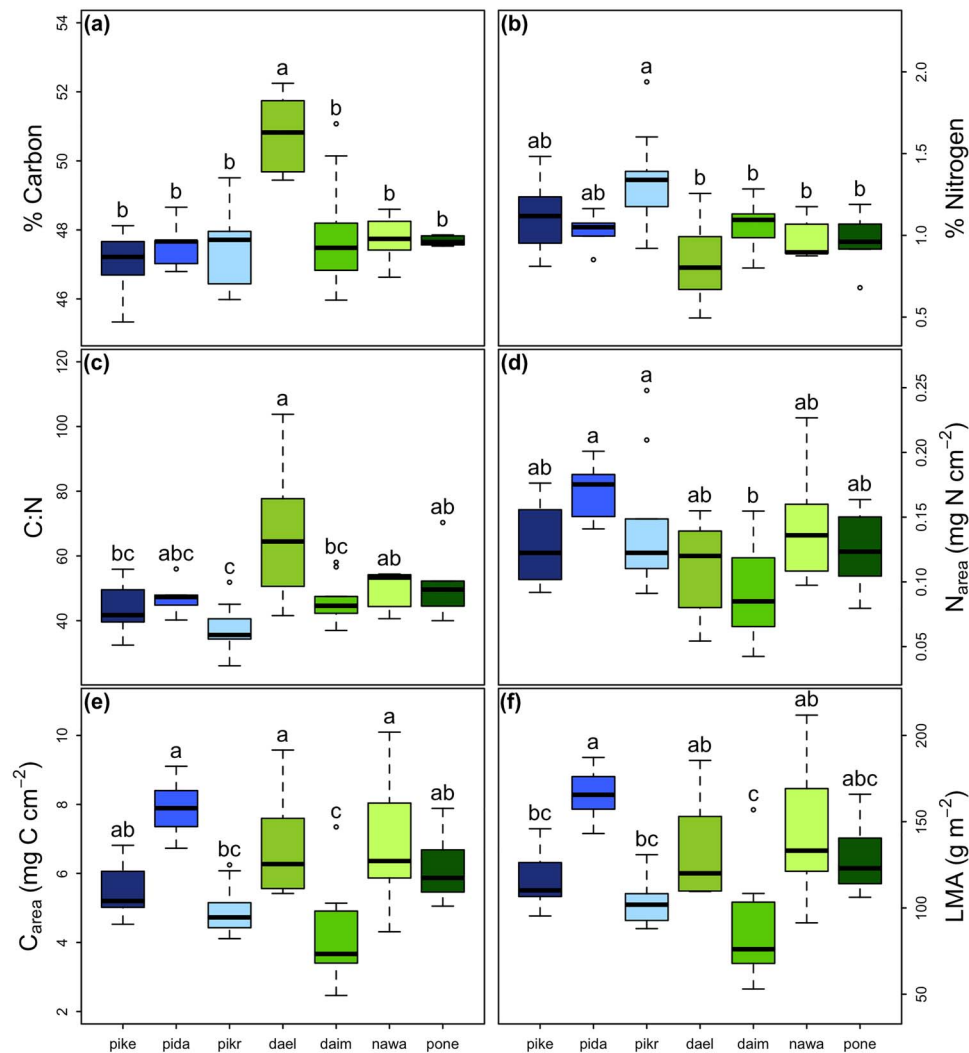 (a)
% Carbon
54
52
50
48
46
b
b
b
a
b
b
b
(b)
% Nitrogen
2.0
1.5
1.0
0.5
ab
ab
a
b
b
b
b
(c)
C:N
120
100
80
60
40
bc
abc
c
a
bc
ab
ab
(d)
Narea (mg N cm−2)
0.25
0.20
0.15
0.10
0.05
ab
a
a
ab
b
ab
ab
(e)
Carea (mg C cm−2)
10
8
6
4
2
ab
a
bc
a
c
a
ab
pike pida pikr dael daim nawa pone
(f)
LMA (g m−2)
200
150
100
50
bc
a
bc
ab
c
ab
abc
pike pida pikr dael daim nawa pone